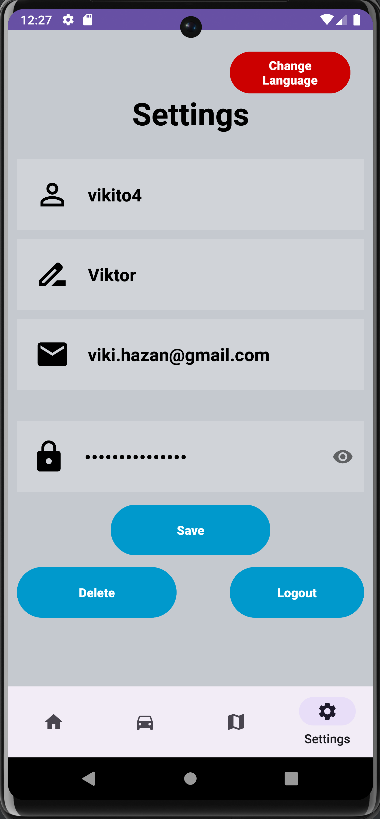 12:27
Change
Language
Settings
vikito4
Viktor
viki.hazan@gmail.com
•••••••••••••••
Save
Delete
Logout
Settings